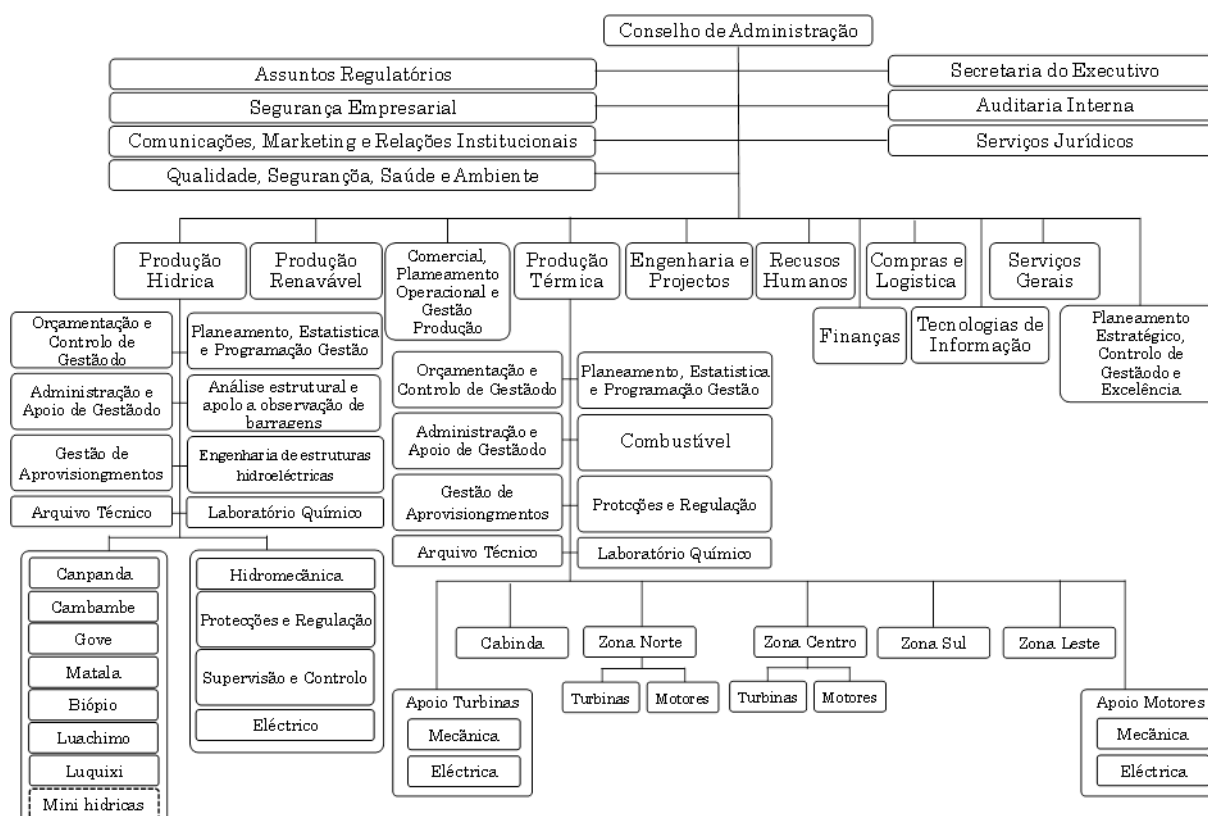 Conselho de Administração
Assuntos Regulatórios
Secretaria do Executivo
Segurança Empresarial
Auditaria Interna
Comunicações, Marketing e Relações Institucionais
Serviços Jurídicos
Qualidade, Segurançõa, Saúde e Ambiente
Produção
Hidrica
Produção
Renavável
Comercial,
Plameamento
Operacional e
Gestão
Produção
Produção
Térmica
Engenharia e
Projectos
Recusos
Humanos
Compras e
Logistica
Serviços
Gerais
Finanças
Tecnologias de
Informação
Planeamento
Estratégico,
Controlo de
Gestãodo e
Excelência
Orçamentação e
Controlo de
Gestãodo
Planeamento, Estatistica
e Programação Gestão
Administração e
Apoio de Gestãodo
Análise estrutural e
apolo a observação de
barragens
Gestão de
Aprovisiongmentos
Engenharia de estruturas
hidroeléctricas
Arquivo Técnico
Laboratório Químico
Canpanda
Cambambe
Gove
Matala
Biópio
Luachimo
Luquixi
Mini hidricas
Hidromecânica
Protecções e Regulação
Supervisão e Controlo
Eléctrico
Orçamentação e
Controlo de Gestãodo
Planeamento, Estatistica
e Programação Gestão
Administração e
Apoio de Gestãodo
Combustível
Gestão de
Aprovisiongmentos
Protcções e Regulação
Arquivo Técnico
Laboratório Químico
Cabinda
Zona Norte
Zona Centro
Zona Sul
Zona Leste
Turbinas
Motores
Turbinas
Motores
Apoio Turbinas
Mecãnica
Eléctrica
Apoio Motores
Mecãnica
Eléctrica